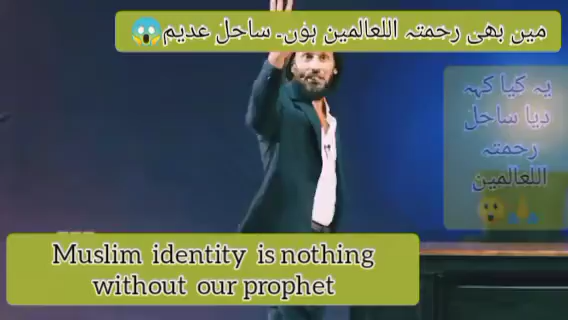 میں بھی رحمتہ اللعالمین ہوں۔ ساحل عدیم😱
یہ کیا کہہ
دیا ساحل
رحمتہ
اللعالمین
😲🙏
Muslim identity is nothing
without our prophet